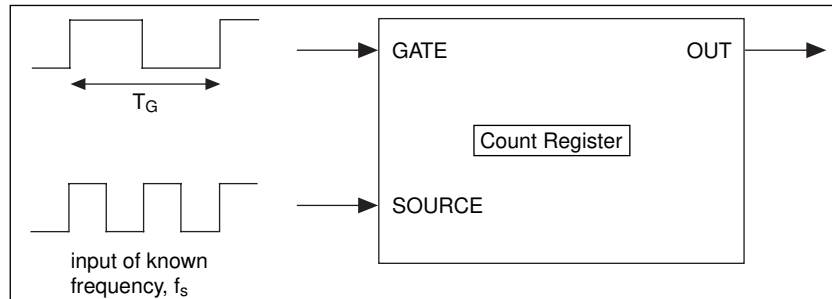 GATE OUT
T_G
Count Register
SOURCE
input of known
frequency, f_s